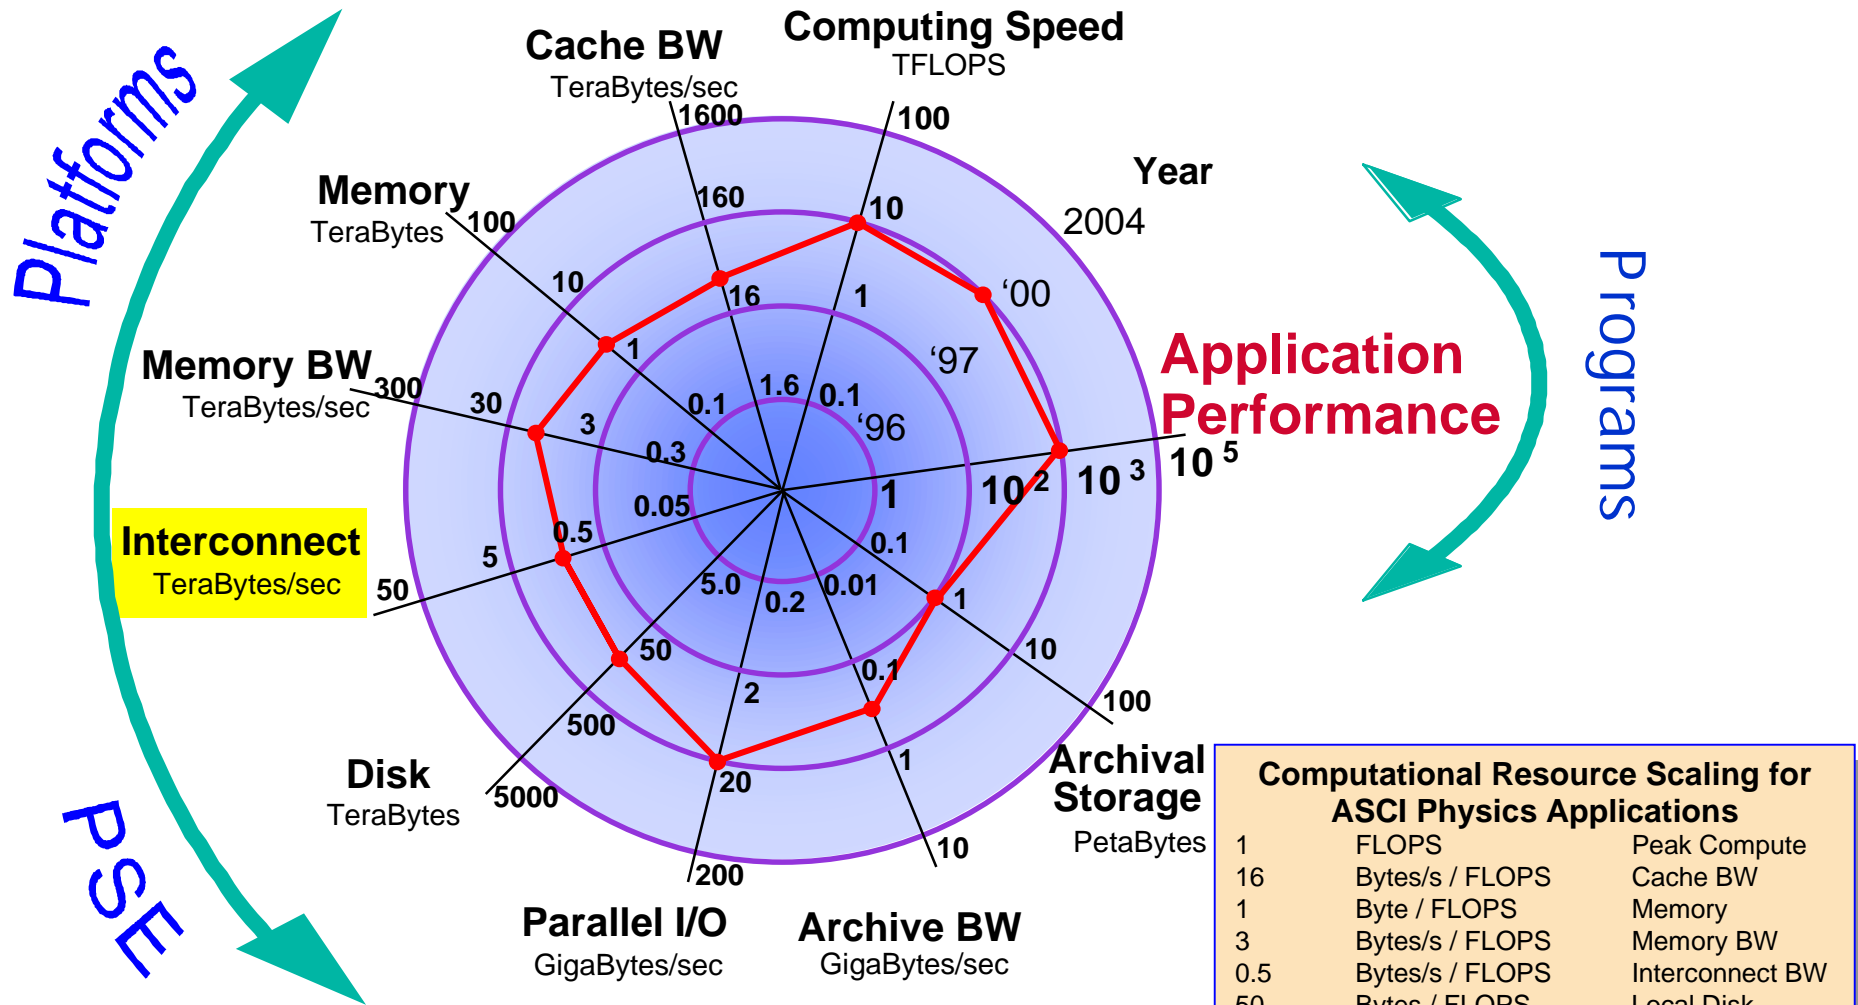 Platforms
PSE
Programs
Cache BW
TeraBytes/sec
1600
160
16
1.6
Computing Speed
TFLOPS
100
10
1
0.1
Year
2004
‘00
‘97
‘96
Application
Performance
1
10 2
10 3
10 5
Memory
TeraBytes
100
10
1
0.1
Memory BW
TeraBytes/sec
300
30
3
0.3
Interconnect
TeraBytes/sec
50
5
0.5
0.05
Disk
TeraBytes
5000
500
50
5.0
Parallel I/O
GigaBytes/sec
200
20
2
0.2
Archive BW
GigaBytes/sec
10
1
0.1
0.01
Archival
Storage
PetaBytes
100
10
1
0.1
Computational Resource Scaling for
ASCI Physics Applications
1 FLOPS Peak Compute
16 Bytes/s / FLOPS Cache BW
1 Byte / FLOPS Memory
3 Bytes/s / FLOPS Memory BW
0.5 Bytes/s / FLOPS Interconnect BW
50 Bytes / FLOPS Local Disk